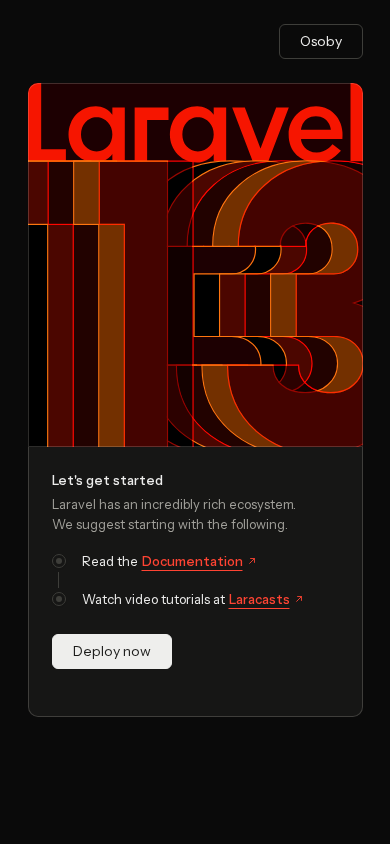 Osoby
Laravel
13
Let's get started
Laravel has an incredibly rich ecosystem.
We suggest starting with the following.
Read the Documentation
Watch video tutorials at Laracasts
Deploy now